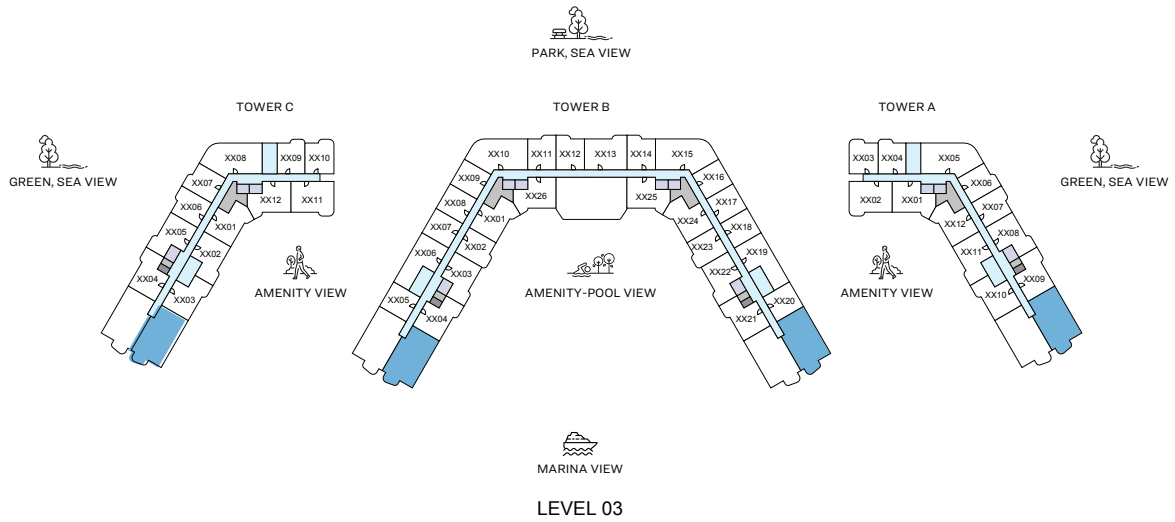 PARK, SEA VIEW
TOWER C
TOWER B
TOWER A
GREEN, SEA VIEW
GREEN, SEA VIEW
XX08
XX09
XX10
XX07
XX12
XX11
XX06
XX01
XX05
XX02
XX04
XX03
XX10
XX11
XX12
XX13
XX14
XX15
XX09
XX16
XX26
XX25
XX08
XX17
XX01
XX24
XX07
XX18
XX02
XX23
XX06
XX19
XX03
XX22
XX05
XX20
XX04
XX21
XX03
XX04
XX05
XX06
XX02
XX01
XX07
XX12
XX08
XX11
XX09
XX10
AMENITY VIEW
AMENITY-POOL VIEW
AMENITY VIEW
MARINA VIEW
LEVEL 03